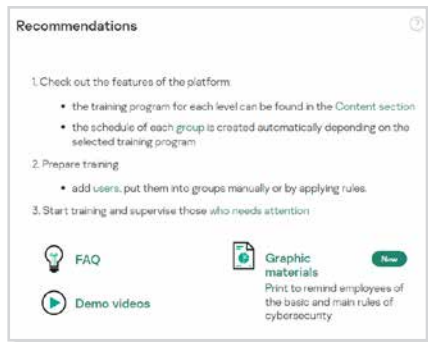 Recommendations
?
1. Check out the features of the platform
• the training program for each level can be found in the Content section
• the schedule of each group is created automatically depending on the
selected training program
2. Prepare training
• add users, put them into groups manually or by applying rules.
3. Start training and supervise those who needs attention
FAQ
Graphic
materials
New
Print to remind employees of
the basic and main rules of
cybersecurity
Demo videos